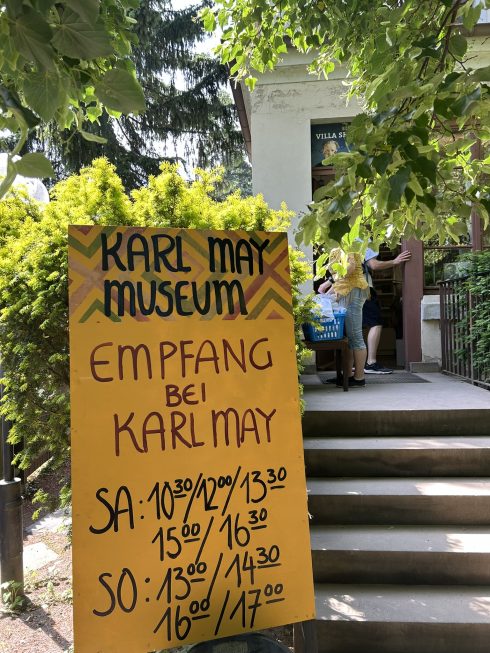 VILLA
KARL MAY
MUSEUM
EMPFANG
BEI
KARL MAY
SA: 10³⁰/12⁰⁰/13³⁰
15⁰⁰/16³⁰
SO: 13⁰⁰/14³⁰
16⁰⁰/17⁰⁰